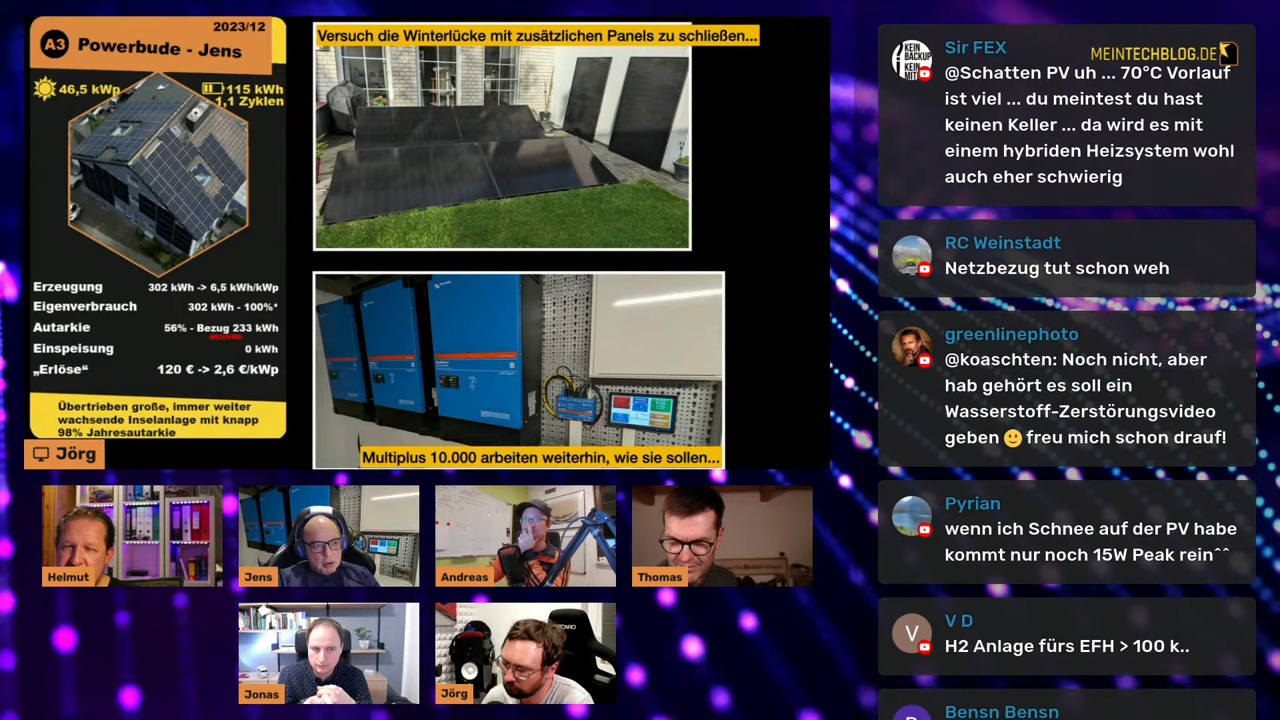 2023/12
A3 Powerbude - Jens
46,5 kWp
115 kWh
1,1 Zyklen
Erzeugung 302 kWh -> 6,5 kWh/kWp
Eigenverbrauch 302 kWh - 100%*
Autarkie 56% - Bezug 233 kWh
Einspeisung 0 kWh
„Erlöse“ 120 € -> 2,6 €/kWp
Übertrieben große, immer weiter
wachsende Inselanlage mit knapp
98% Jahresautarkie
Jörg
Versuch die Winterlücke mit zusätzlichen Panels zu schließen...
Multiplus 10.000 arbeiten weiterhin, wie sie sollen...
Helmut
Jens
Andreas
Thomas
Jonas
Jörg
MEINTECHBLOG.DE
KEIN
BACKUP
KEIN
Sir FEX
@Schatten PV uh ... 70°C Vorlauf
ist viel ... du meintest du hast
keinen Keller ... da wird es mit
einem hybriden Heizsystem wohl
auch eher schwierig
RC Weinstadt
Netzbezug tut schon weh
greenlinephoto
@koaschten: Noch nicht, aber
hab gehört es soll ein
Wasserstoff-Zerstörungsvideo
geben 🙂 freu mich schon drauf!
Pyrian
wenn ich Schnee auf der PV habe
kommt nur noch 15W Peak rein^^
V
V D
H2 Anlage fürs EFH > 100 k..
Bensn Bensn